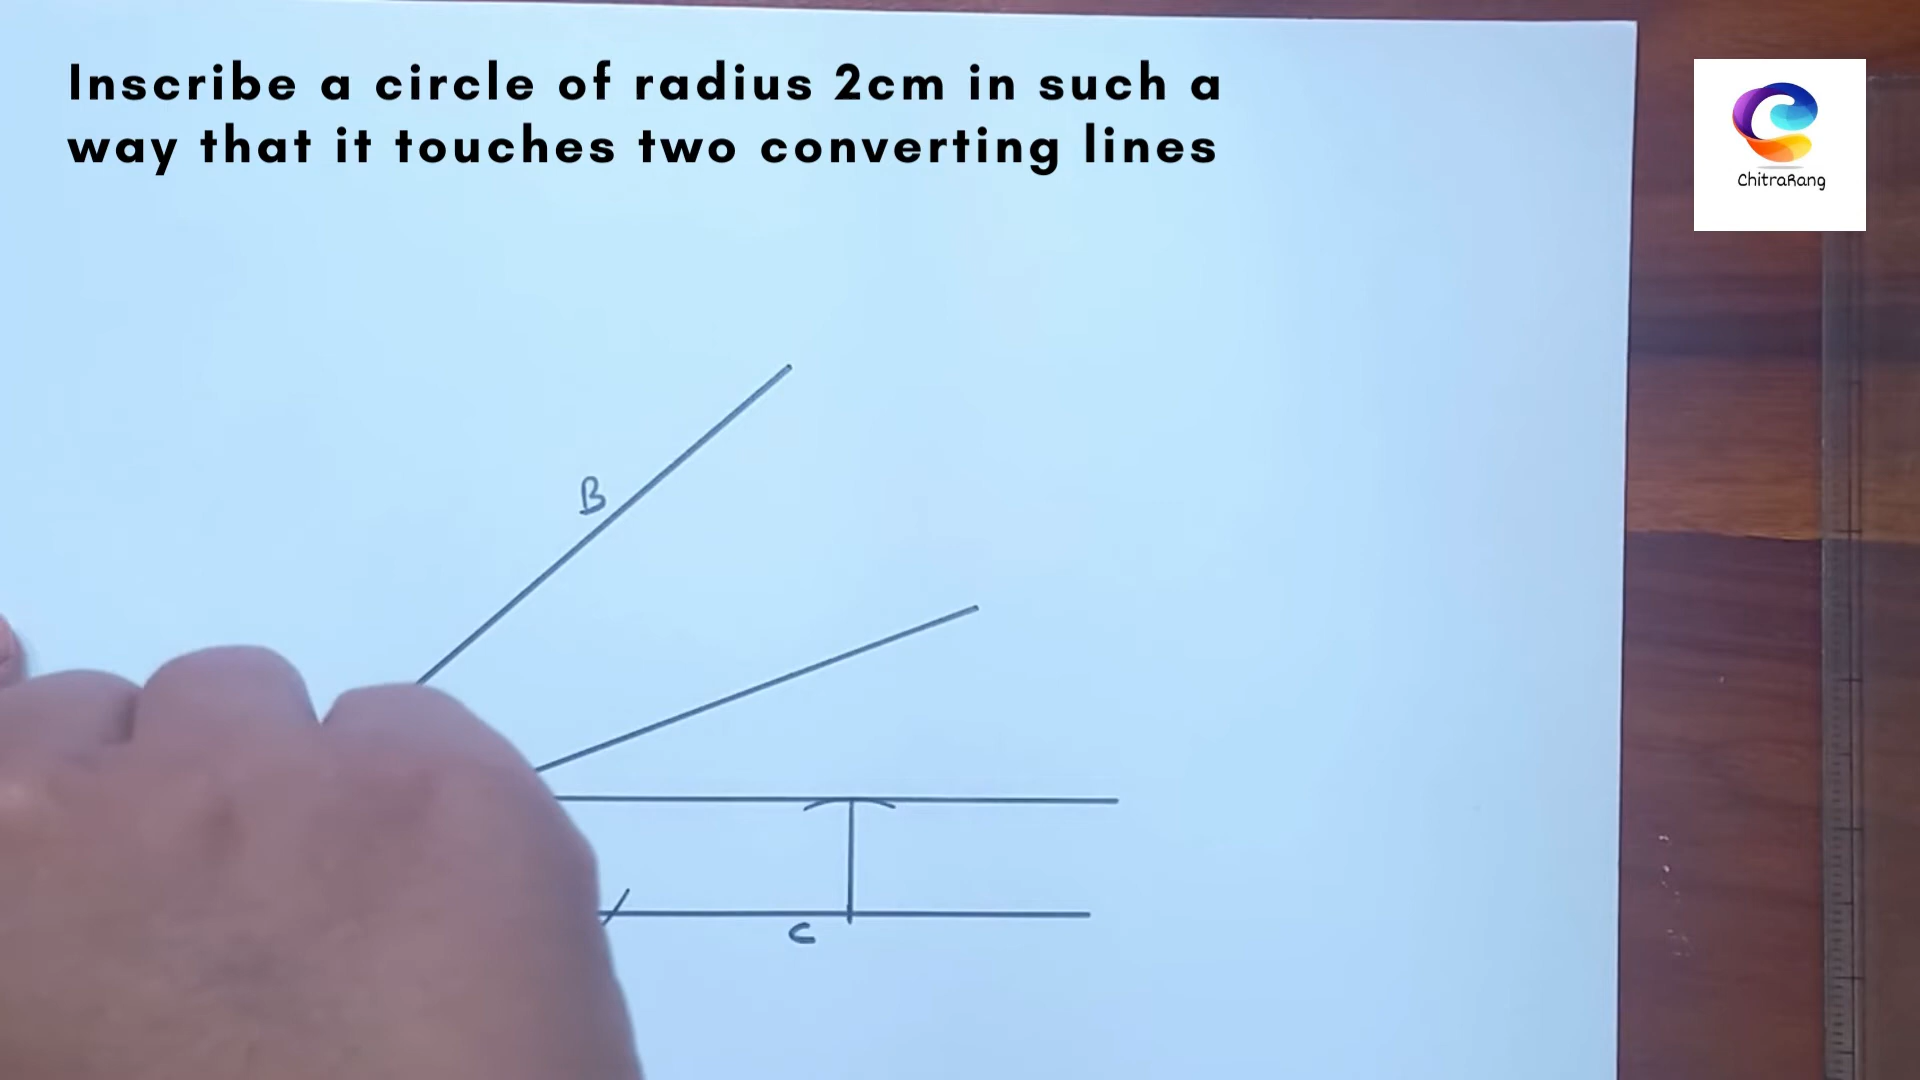 Inscribe a circle of radius 2cm in such a
way that it touches two converting lines
ChitraRang
B
C